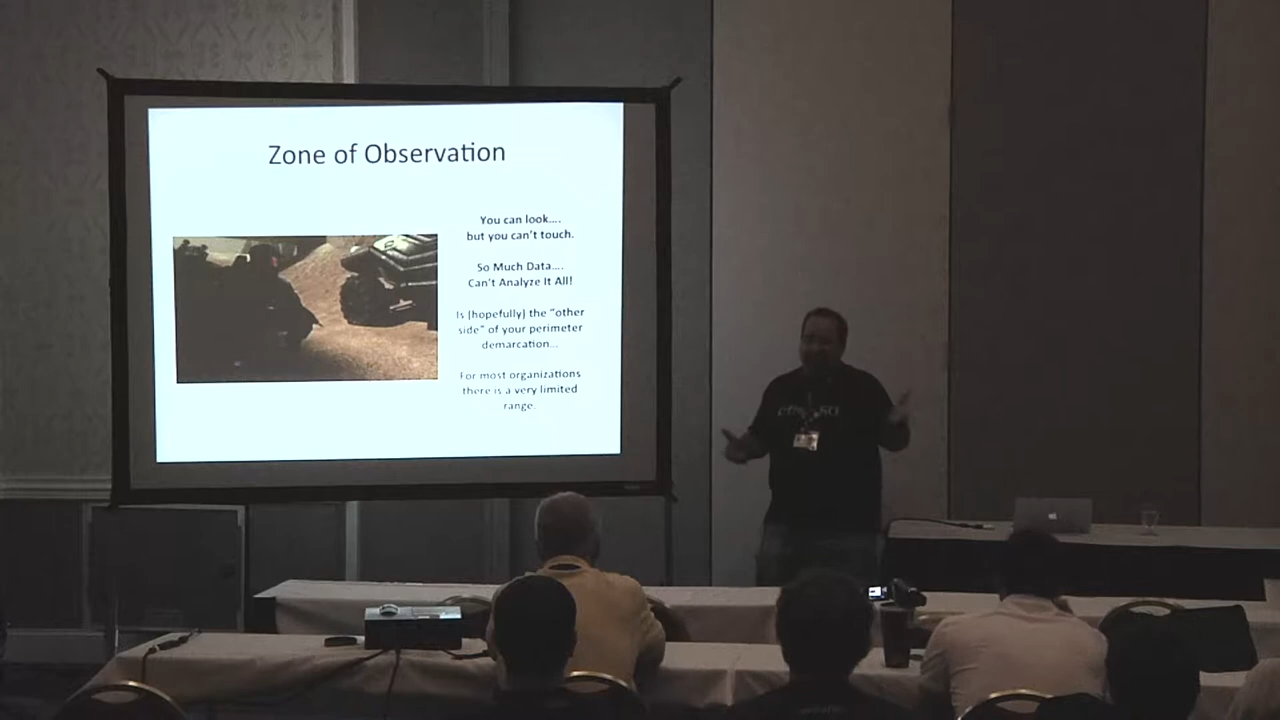 Zone of Observation
You can look....
but you can't touch.
So Much Data....
Can't Analyze It All!
Is (hopefully) the "other
side" of your perimeter
demarcation...
For most organizations
there is a very limited
range.